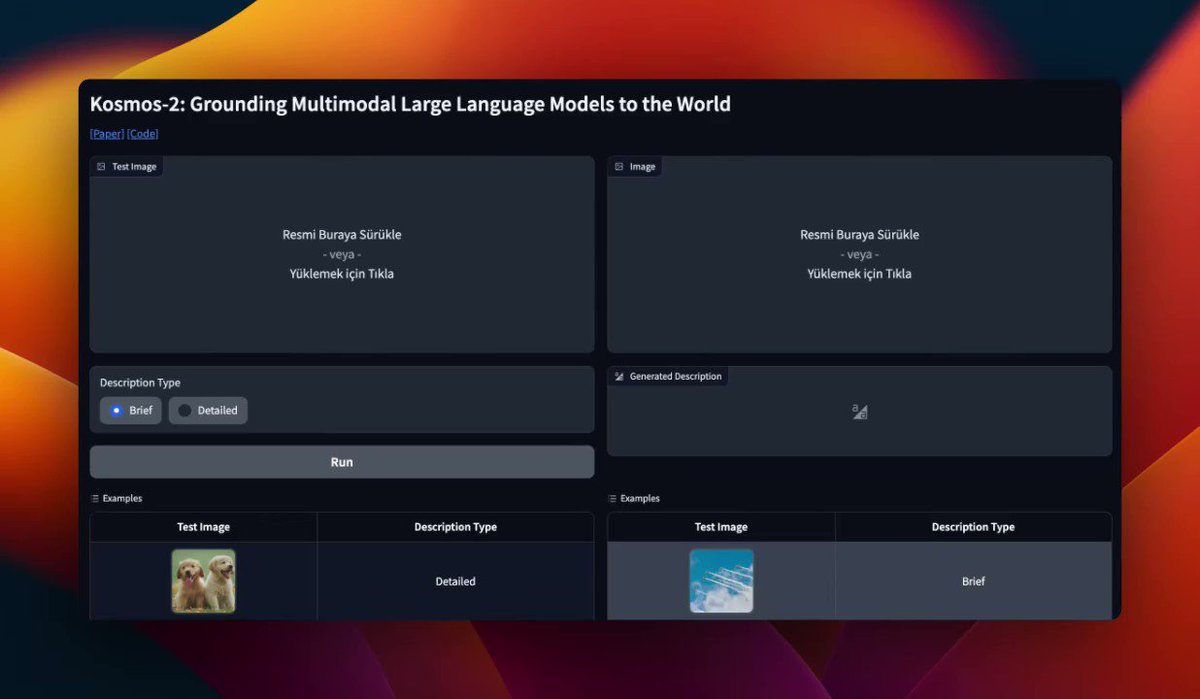 Kosmos-2: Grounding Multimodal Large Language Models to the World
[Paper] [Code]
Test Image
Resmi Buraya Sürükle
- veya -
Yüklemek için Tıkla
Image
Resmi Buraya Sürükle
- veya -
Yüklemek için Tıkla
Description Type
Brief Detailed
Run
Generated Description
Examples
Test Image Description Type
Detailed
Examples
Test Image Description Type
Brief